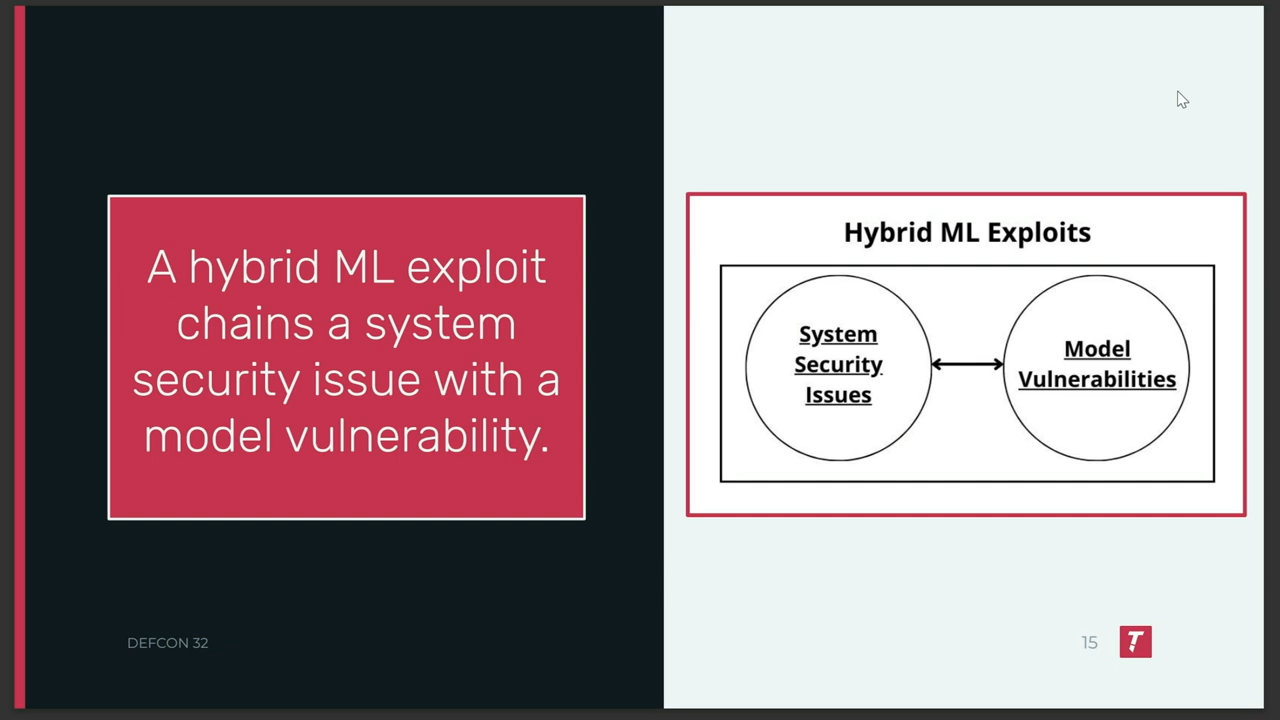 A hybrid ML exploit
chains a system
security issue with a
model vulnerability.
Hybrid ML Exploits
System
Security
Issues
Model
Vulnerabilities
DEFCON 32
15
T